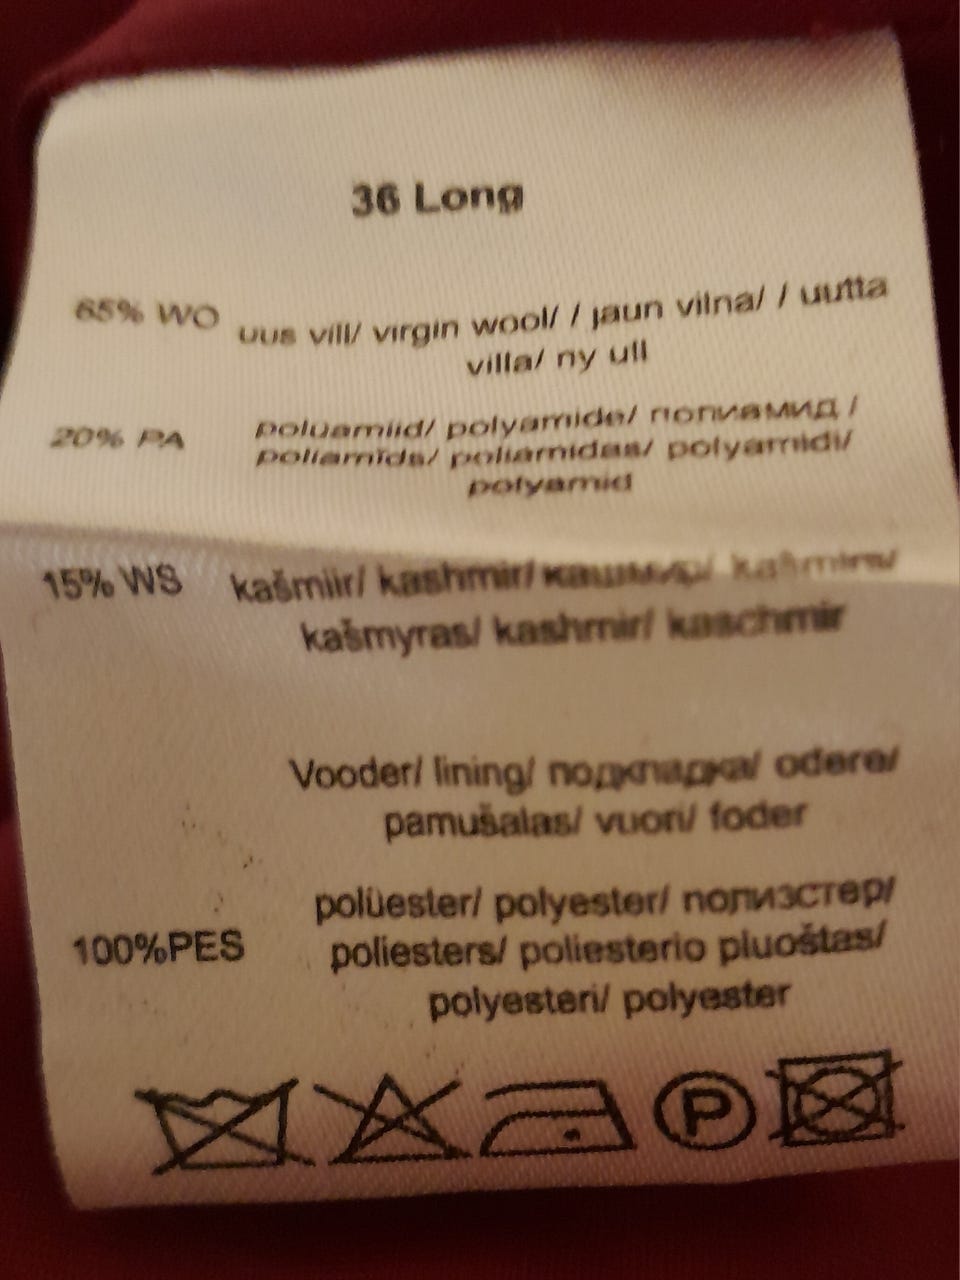 36 Long
65% WO
uus vill/ virgin wool/ / jaun vilna/ / uutta
villa/ ny ull
20% PA
polüamiid/ polyamide/ полиамид /
poliamīds/ poliamidas/ polyamidi/
polyamid
15% WS
kašmiir/ kashmir/ кашмир/ kašmirs/
kašmyras/ kashmir/ kaschmir
Vooder/ lining/ подкладка/ odere/
pamušalas/ vuori/ foder
100%PES
polüester/ polyester/ полиэстер/
poliesters/ poliesterio pluoštas/
polyesteri/ polyester
P